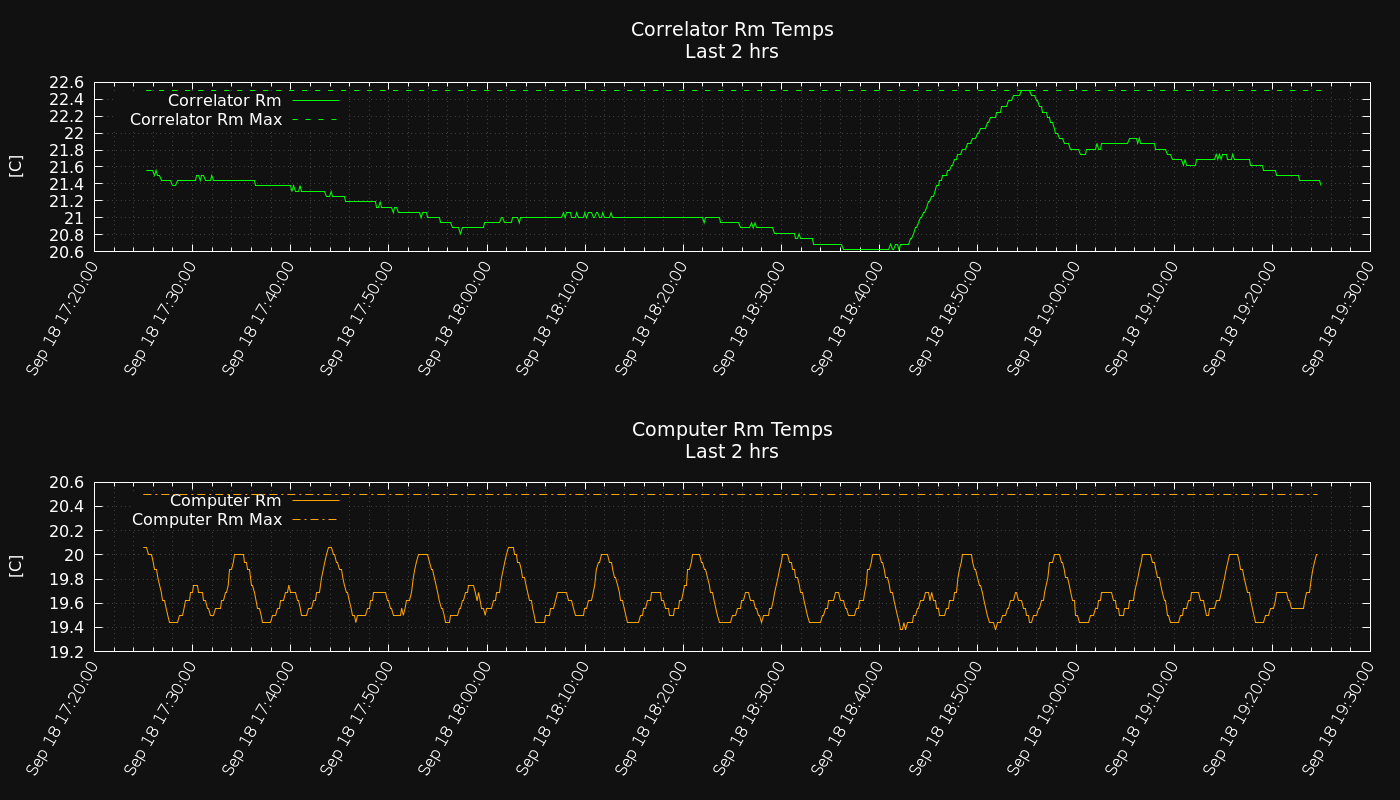 Correlator Rm Temps
Last 2 hrs
22.6
22.4
22.2
22
21.8
21.6
21.4
21.2
21
20.8
20.6
[C]
Correlator Rm
Correlator Rm Max
Sep 18 17:20:00
Sep 18 17:30:00
Sep 18 17:40:00
Sep 18 17:50:00
Sep 18 18:00:00
Sep 18 18:10:00
Sep 18 18:20:00
Sep 18 18:30:00
Sep 18 18:40:00
Sep 18 18:50:00
Sep 18 19:00:00
Sep 18 19:10:00
Sep 18 19:20:00
Sep 18 19:30:00
Computer Rm Temps
Last 2 hrs
20.6
20.4
20.2
20
19.8
19.6
19.4
19.2
[C]
Computer Rm
Computer Rm Max
Sep 18 17:20:00
Sep 18 17:30:00
Sep 18 17:40:00
Sep 18 17:50:00
Sep 18 18:00:00
Sep 18 18:10:00
Sep 18 18:20:00
Sep 18 18:30:00
Sep 18 18:40:00
Sep 18 18:50:00
Sep 18 19:00:00
Sep 18 19:10:00
Sep 18 19:20:00
Sep 18 19:30:00